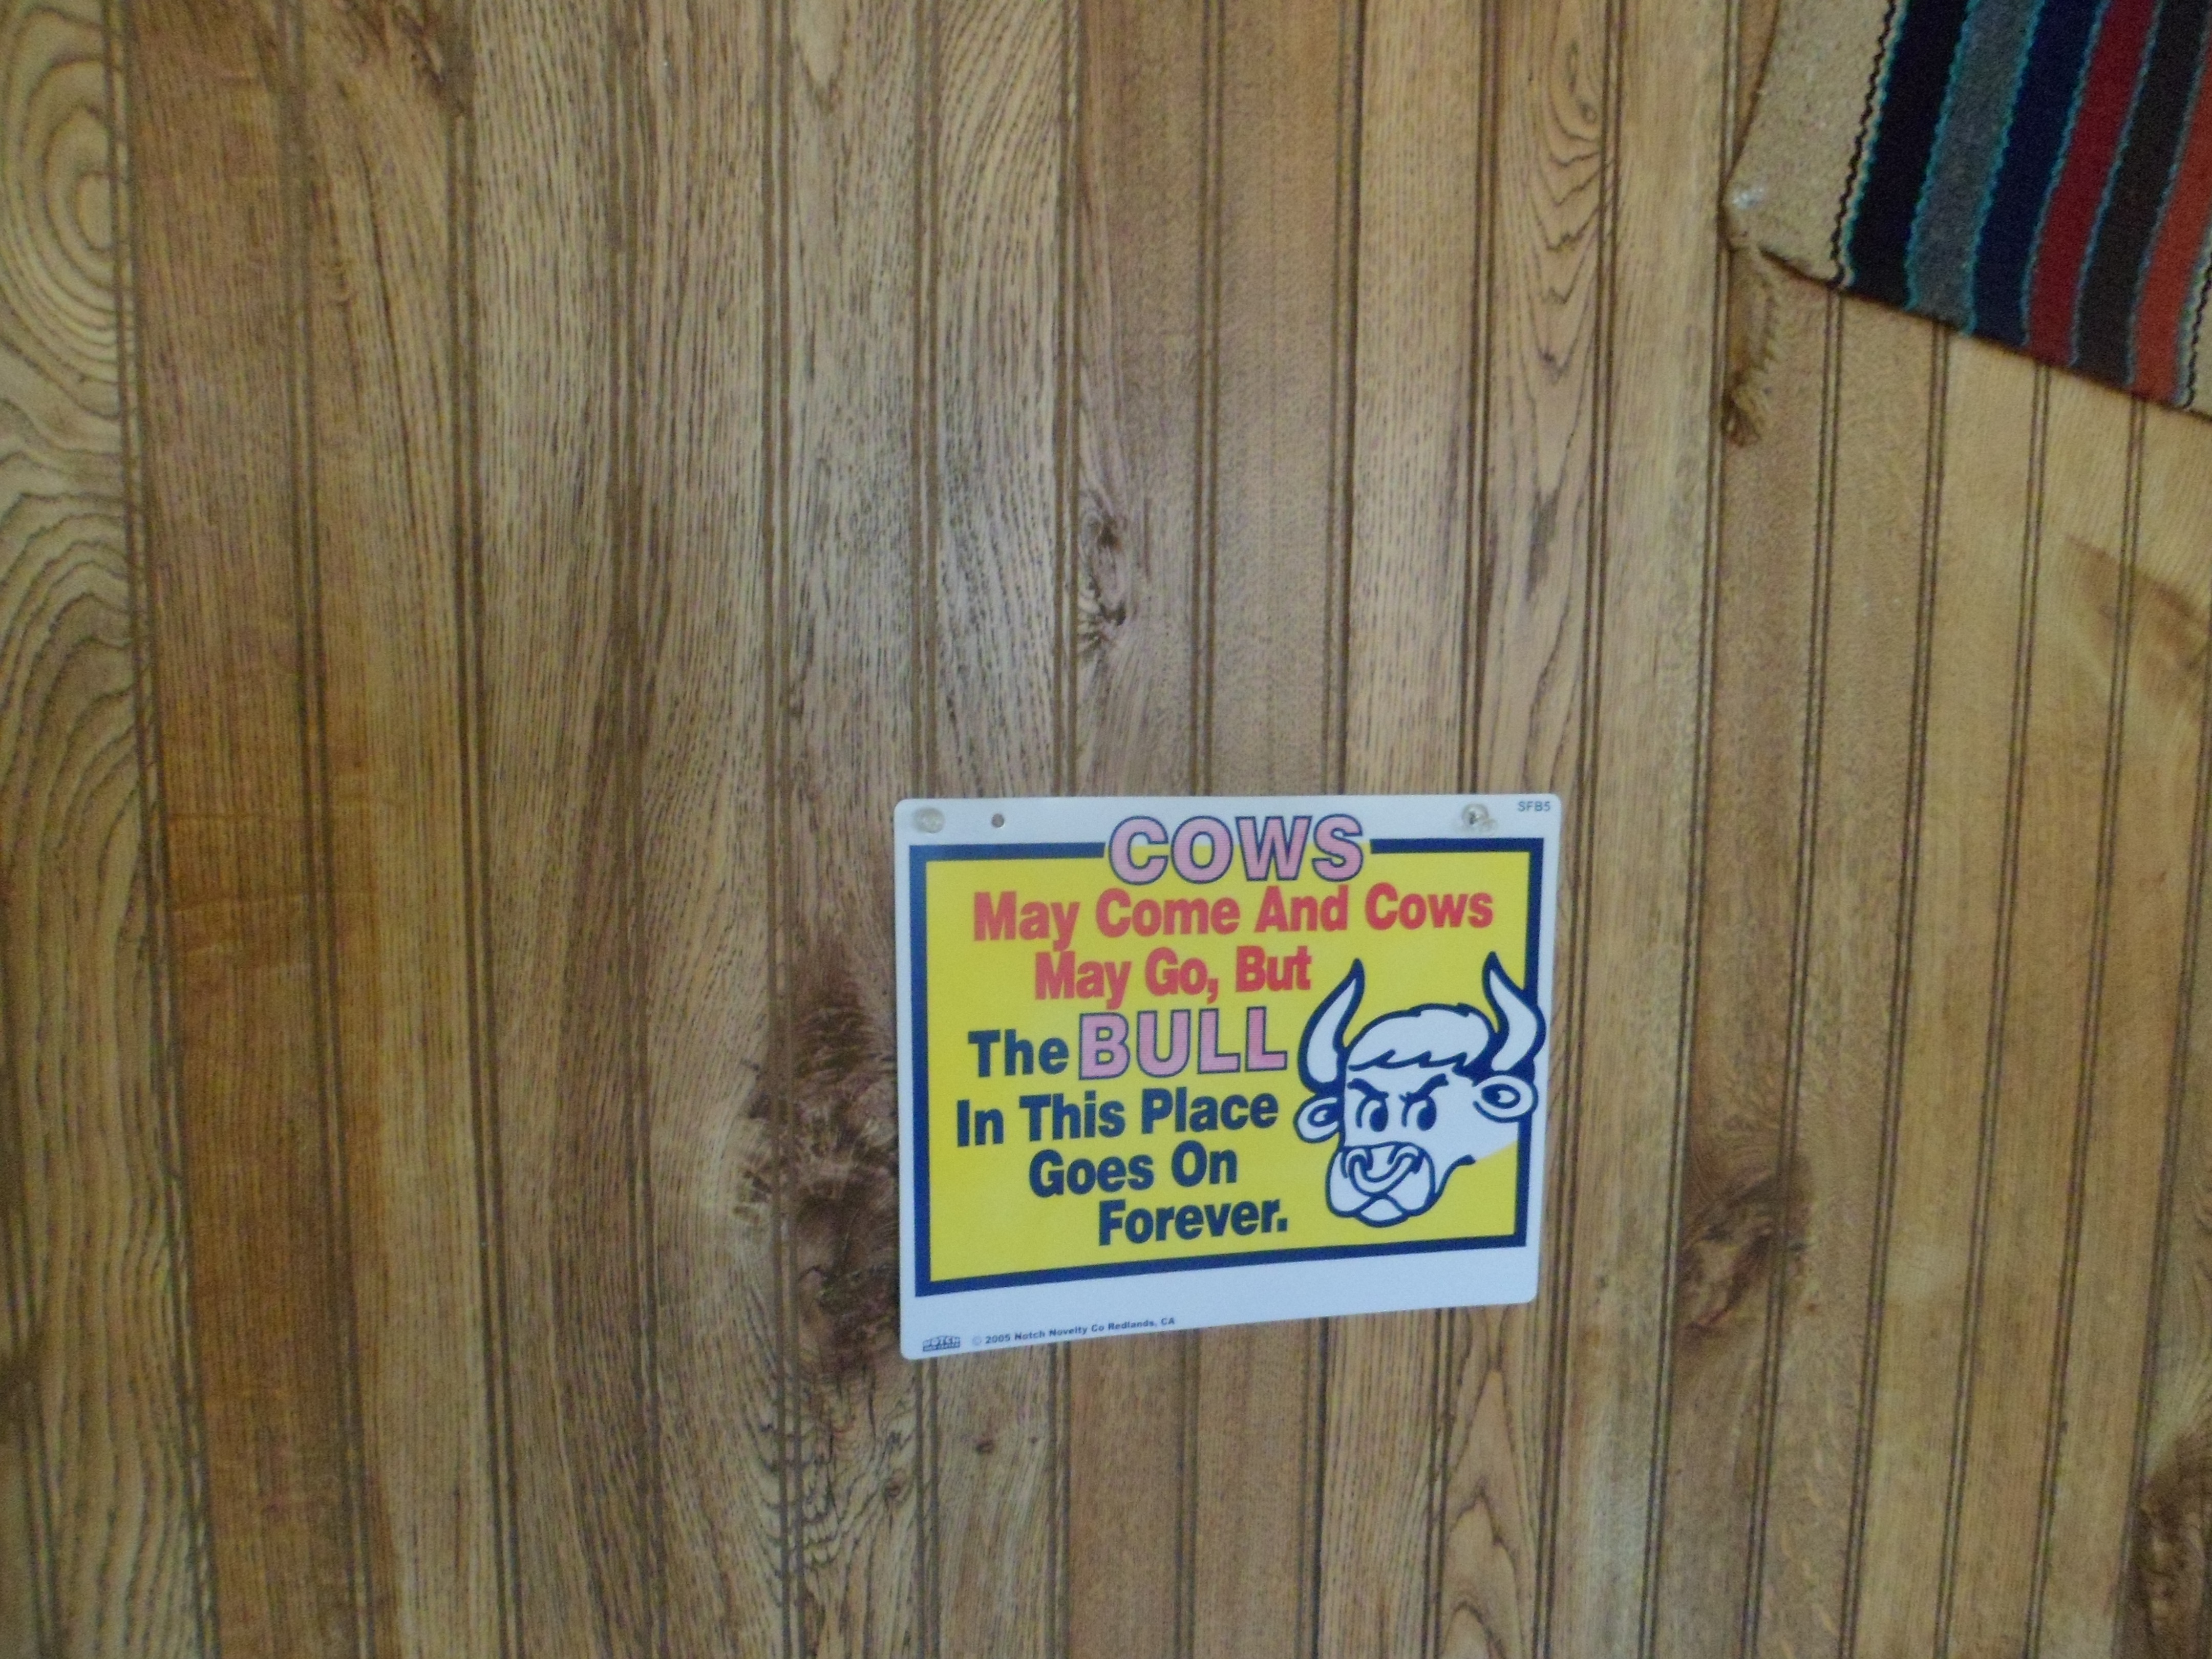 SFB5
COWS
May Come And Cows
May Go, But
The BULL
In This Place
Goes On
Forever.
NOTCH
© 2005 Notch Novelty Co Redlands, CA